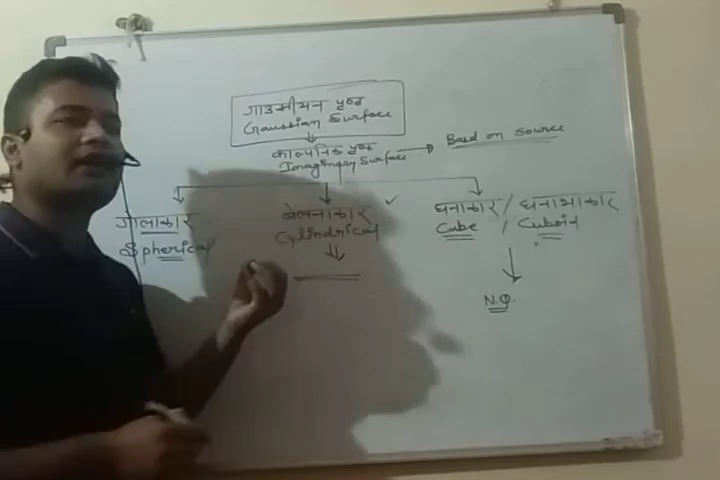 गाउसीयन पृष्ठ
Gaussian Surface
काल्पनिक पृष्ठ
Imaginary Surface
Based on source
गोलाकार
Spherical
बेलनाकार
Cylindrical
घनाकार / घनाभाकार
Cube / Cuboid
N.Q.